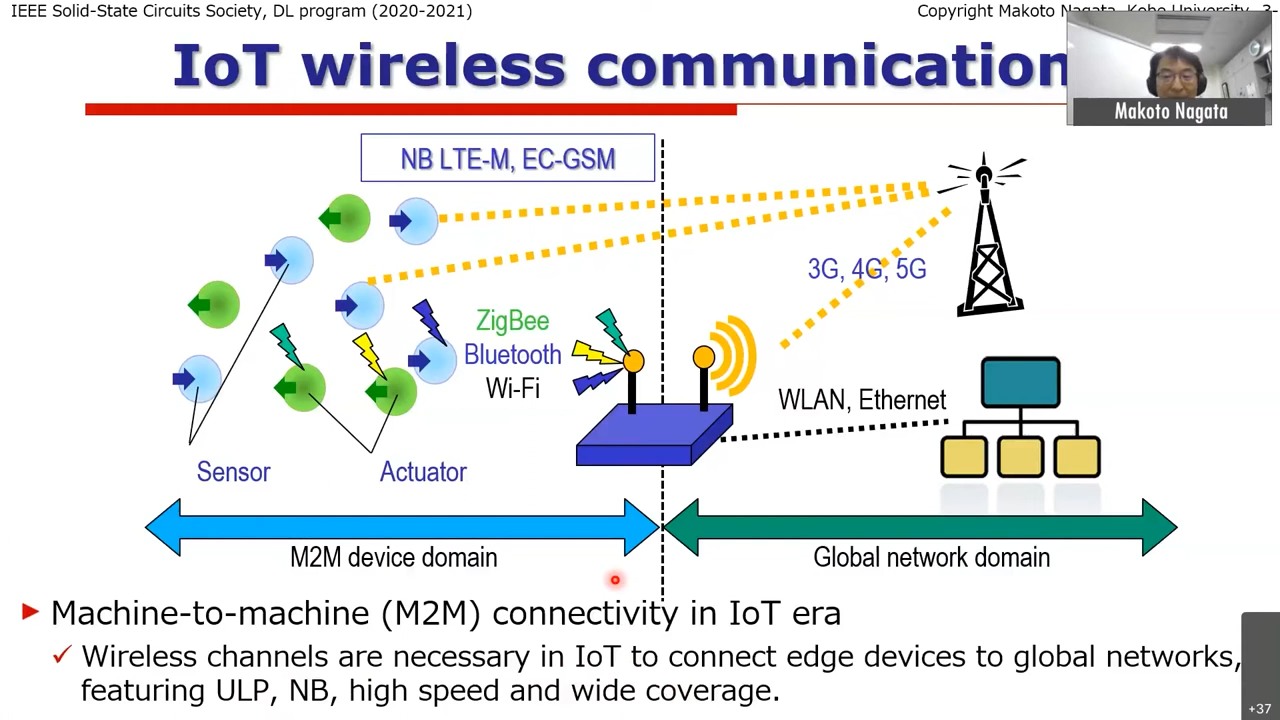 IEEE Solid-State Circuits Society, DL program (2020-2021)
Copyright Makoto Nagata, Kobe University, 3-
IoT wireless communication
Makoto Nagata
NB LTE-M, EC-GSM
3G, 4G, 5G
ZigBee
Bluetooth
Wi-Fi
WLAN, Ethernet
Sensor
Actuator
M2M device domain
Global network domain
Machine-to-machine (M2M) connectivity in IoT era
Wireless channels are necessary in IoT to connect edge devices to global networks,
featuring ULP, NB, high speed and wide coverage.
+37